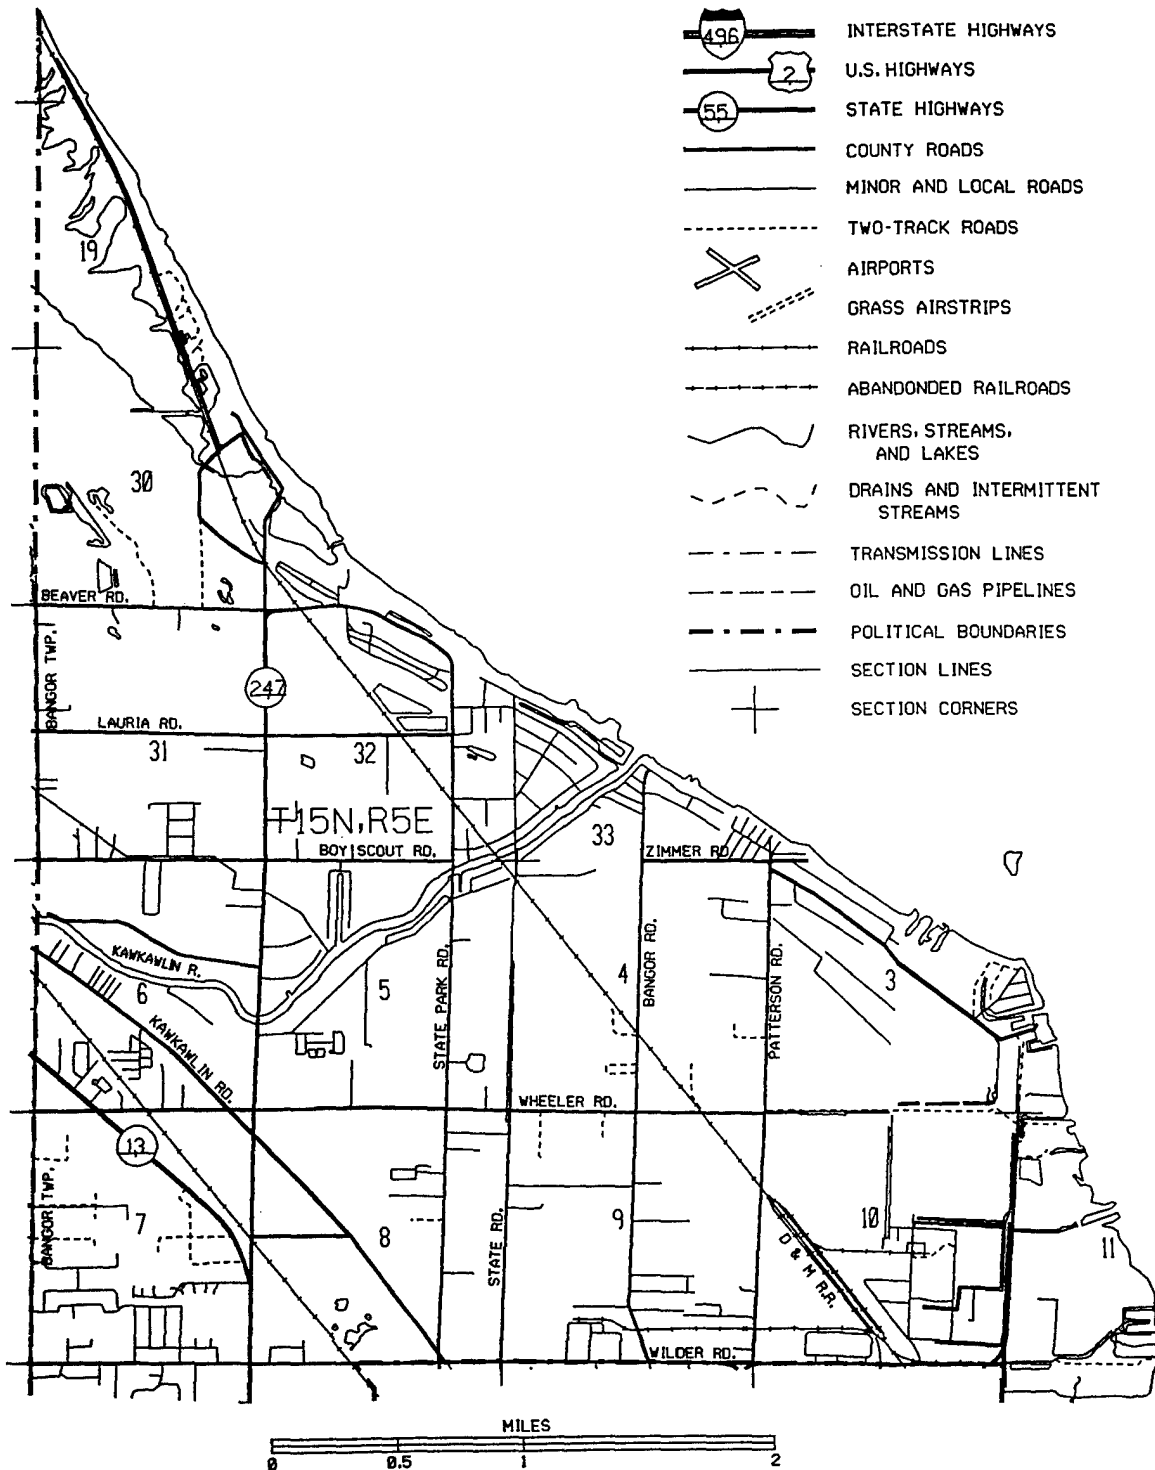 496 INTERSTATE HIGHWAYS
2 U.S. HIGHWAYS
55 STATE HIGHWAYS
COUNTY ROADS
MINOR AND LOCAL ROADS
TWO-TRACK ROADS
AIRPORTS
GRASS AIRSTRIPS
RAILROADS
ABANDONDED RAILROADS
RIVERS, STREAMS,
AND LAKES
DRAINS AND INTERMITTENT
STREAMS
TRANSMISSION LINES
OIL AND GAS PIPELINES
POLITICAL BOUNDARIES
SECTION LINES
SECTION CORNERS
19
30
BEAVER RD.
BANGOR TWP.
247
LAURIA RD.
31
32
T15N,R5E
33
BOY SCOUT RD.
ZIMMER RD.
KAWKAWLIN R.
6
5
4
3
STATE PARK RD.
BANGOR RD.
PATTERSON RD.
KAWKAWLIN RD.
WHEELER RD.
13
BANGOR TWP.
7
8
STATE RD.
9
10
11
D & M R.R.
WILDER RD.
MILES
0 0.5 1 2